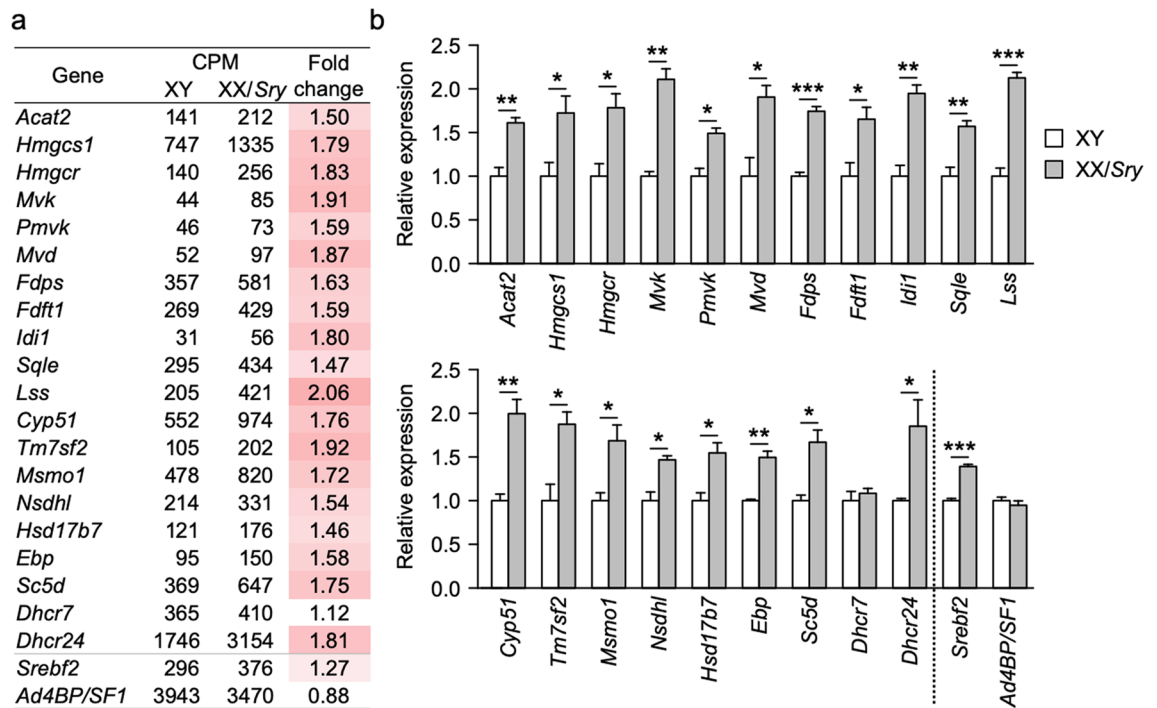 a
Gene CPM Fold
XY XX/Sry change
Acat2 141 212 1.50
Hmgcs1 747 1335 1.79
Hmgcr 140 256 1.83
Mvk 44 85 1.91
Pmvk 46 73 1.59
Mvd 52 97 1.87
Fdps 357 581 1.63
Fdft1 269 429 1.59
Idi1 31 56 1.80
Sqle 295 434 1.47
Lss 205 421 2.06
Cyp51 552 974 1.76
Tm7sf2 105 202 1.92
Msmo1 478 820 1.72
Nsdhl 214 331 1.54
Hsd17b7 121 176 1.46
Ebp 95 150 1.58
Sc5d 369 647 1.75
Dhcr7 365 410 1.12
Dhcr24 1746 3154 1.81
Srebf2 296 376 1.27
Ad4BP/SF1 3943 3470 0.88
b
Relative expression
2.5
2.0
1.5
1.0
0.5
0.0
** * * ** * * *** * ** ** ***
Acat2 Hmgcs1 Hmgcr Mvk Pmvk Mvd Fdps Fdft1 Idi1 Sqle Lss
XY
XX/Sry
Relative expression
2.5
2.0
1.5
1.0
0.5
0.0
** * * * * ** * * ***
Cyp51 Tm7sf2 Msmo1 Nsdhl Hsd17b7 Ebp Sc5d Dhcr7 Dhcr24 Srebf2 Ad4BP/SF1